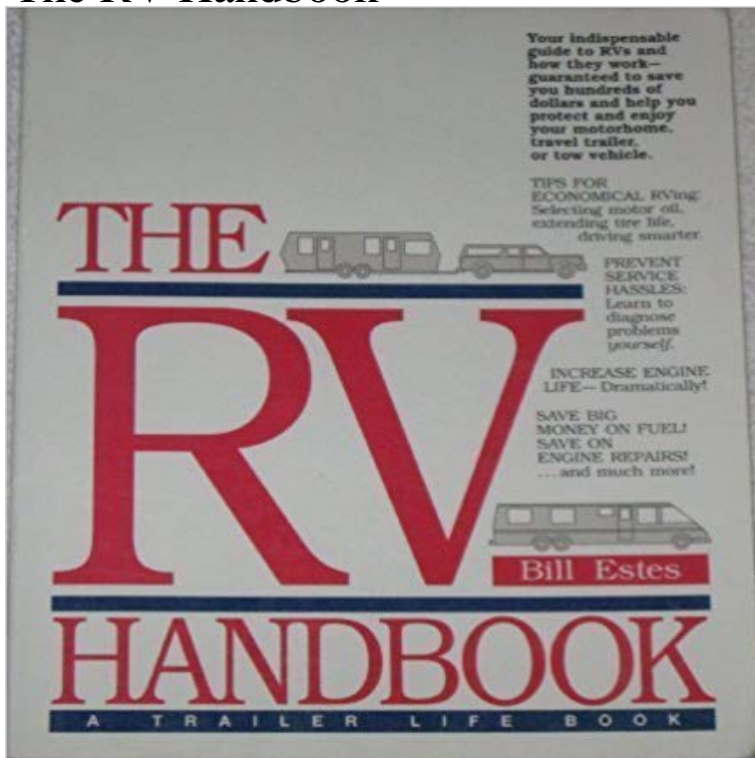 The RV Handbook
Your indispensable
guide to RVs and
how they work—
guaranteed to save
you hundreds of
dollars and help you
protect and enjoy
your motorhome,
travel trailer,
or tow vehicle.
TIPS FOR
ECONOMICAL RVing:
Selecting motor oil,
extending tire life,
driving smarter.
PREVENT
SERVICE
HASSLES:
Learn to
diagnose
problems
yourself.
INCREASE ENGINE
LIFE— Dramatically!
SAVE BIG
MONEY ON FUEL!
SAVE ON
ENGINE REPAIRS!
...and much more!
THE
RV
Bill Estes
HANDBOOK
A TRAILER LIFE BOOK